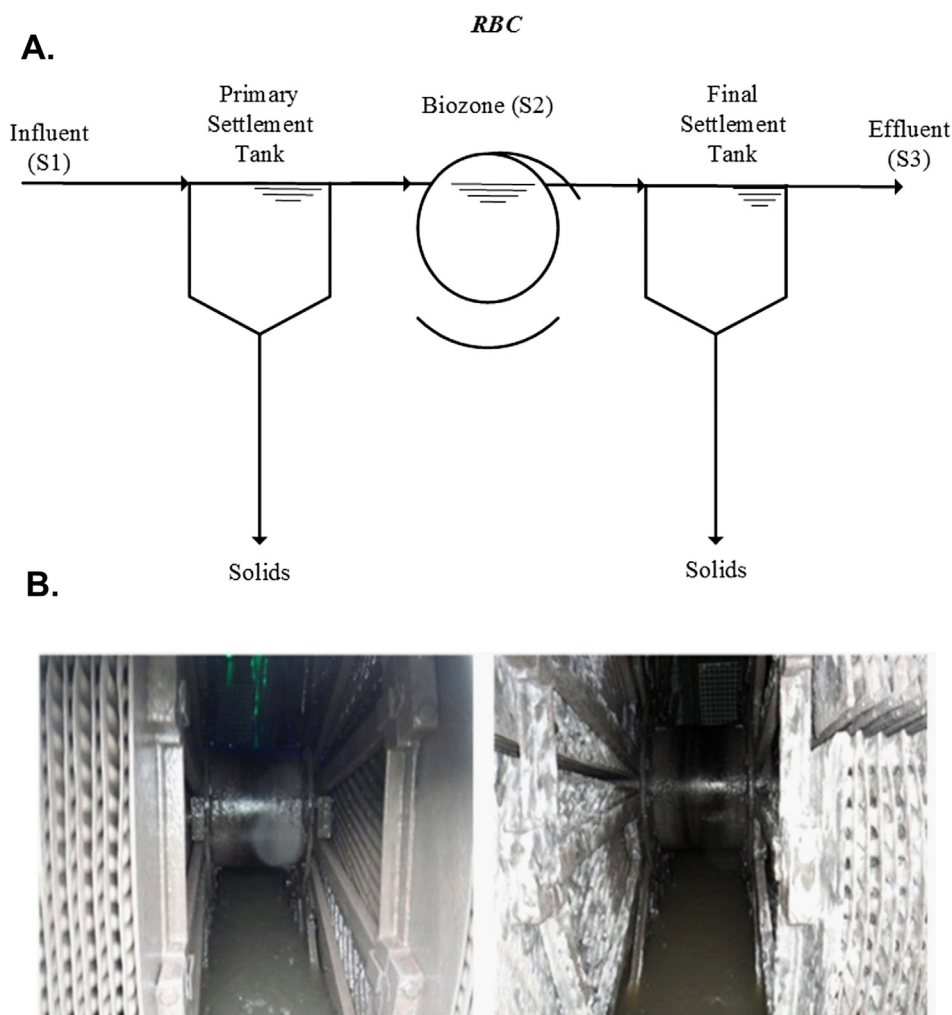 RBC
A.
Primary
Settlement
Tank
Biozone (S2)
Final
Settlement
Tank
Influent
(S1)
Effluent
(S3)
Solids
Solids
B.